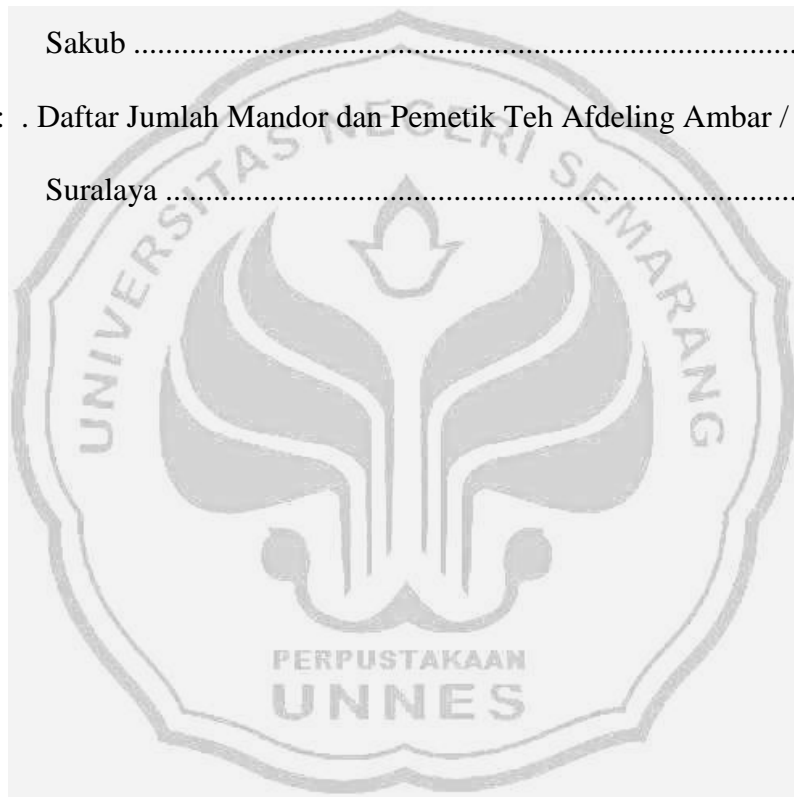 Sakub ....................................................................................
: . Daftar Jumlah Mandor dan Pemetik Teh Afdeling Ambar /
Suralaya ................................................................................
UNIVERSITAS NEGERI SEMARANG
PERPUSTAKAAN
UNNES